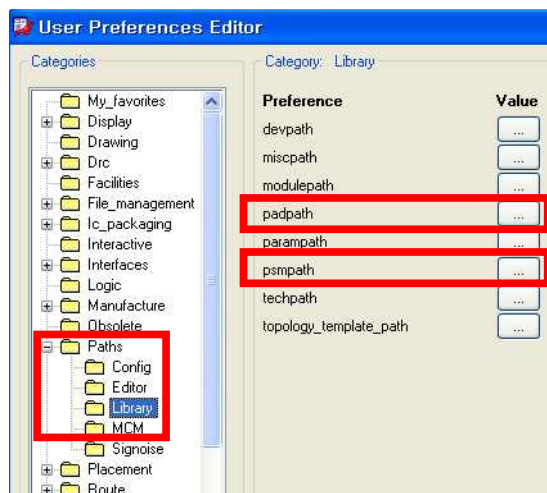 User Preferences Editor
Categories
My_favorites
Display
Drawing
Drc
Facilities
File_management
Ic_packaging
Interactive
Interfaces
Logic
Manufacture
Obsolete
Paths
Config
Editor
Library
MCM
Signoise
Placement
Route
Category: Library
Preference Value
devpath ...
miscpath ...
modulepath ...
padpath ...
parampath ...
psmpath ...
techpath ...
topology_template_path ...